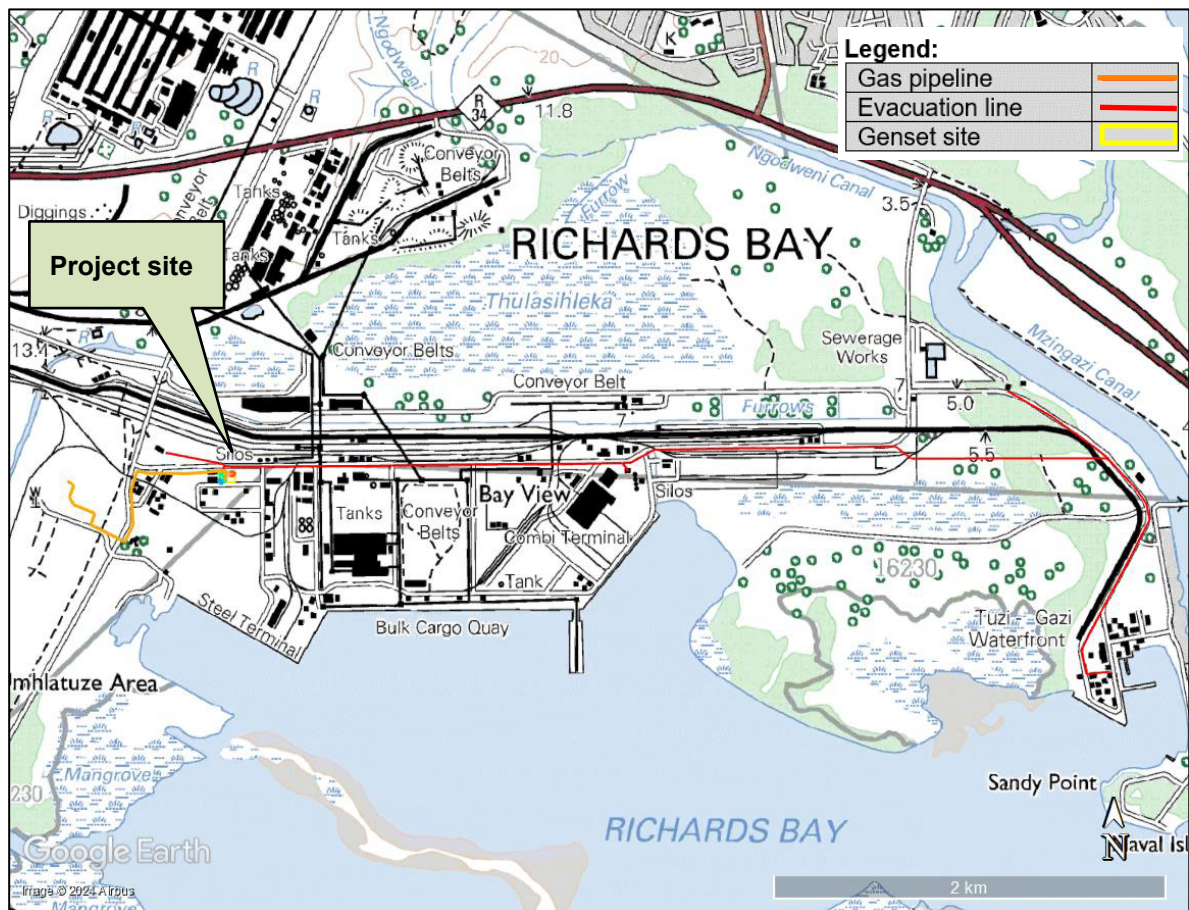 Legend:
Gas pipeline
Evacuation line
Genset site
Project site
RICHARDS BAY
Ngodweni
R
34
20
11.8
K
R
R
R
R
Conveyor
Belts
Tanks
Conveyor
Belt
Diggings
Tanks
Tanks
Furrow
Ngodweni Canal
3.5
Thulasihleka
Conveyor Belts
Sewerage
Works
Mzingazi Canal
13.4
Conveyor Belt
7
7
5.0
Furrows
Silos
5.5
W
Bay View
Silos
Tanks
Conveyor
Belts
Combi Terminal
Tank
16230
Steel Terminal
Bulk Cargo Quay
Tuzi - Gazi
Waterfront
Umhlatuze Area
Mangrove
230
Sandy Point
RICHARDS BAY
N
Naval Isl
Google Earth
Image © 2024 Airbus
2 km
Mangrove